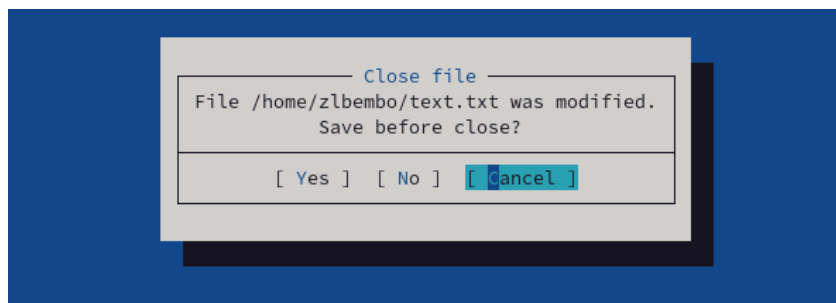 Close file
File /home/zlbembo/text.txt was modified.
Save before close?
[ Yes ] [ No ] [ Cancel ]